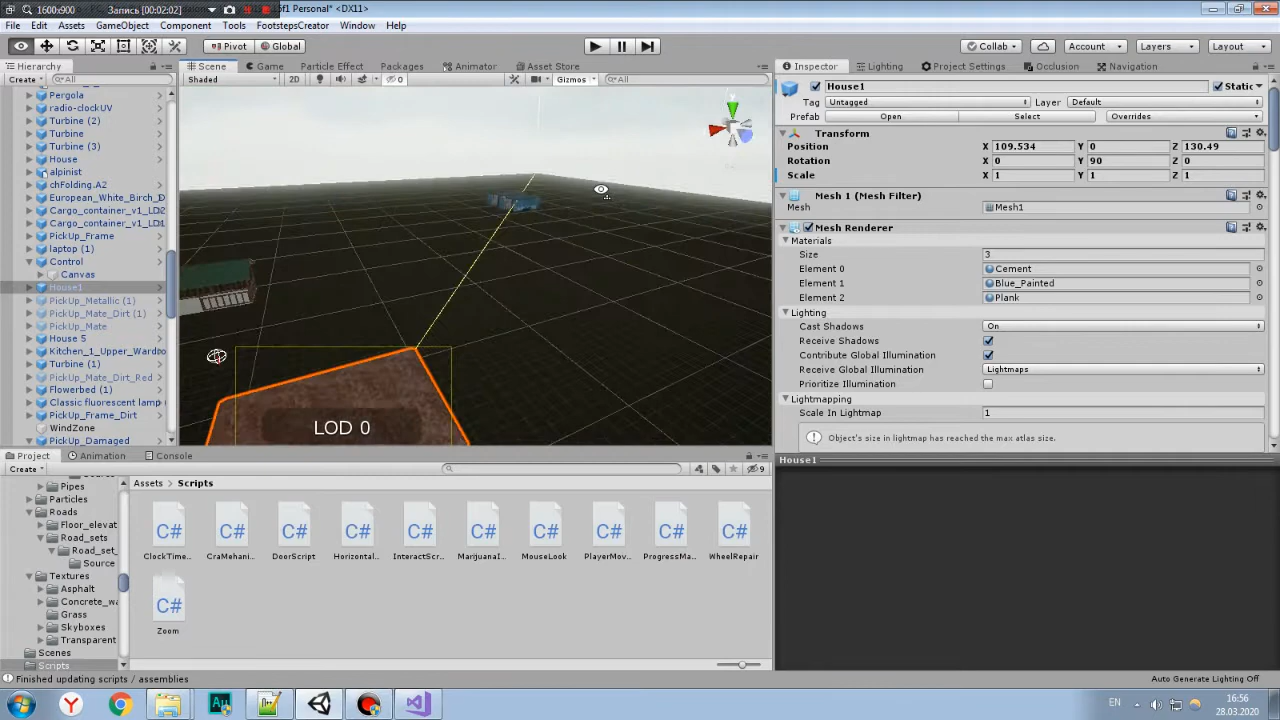 1600x900 Запись [00:02:02] of1 Personal* <DX11>
File Edit Assets GameObject Component Tools FootstepsCreator Window Help
Pivot Global Collab Account Layers Layout
Hierarchy Scene Game Particle Effect Packages Animator Asset Store Inspector Lighting Project Settings Occlusion Navigation
Create All Shaded 2D 0 Gizmos All
House1 Static
Tag Untagged Layer Default
Prefab Open Select Overrides
Transform
Position X 109.534 Y 0 Z 130.49
Rotation X 0 Y 90 Z 0
Scale X 1 Y 1 Z 1
Mesh 1 (Mesh Filter)
Mesh Mesh1
Mesh Renderer
Materials
Size 3
Element 0 Cement
Element 1 Blue_Painted
Element 2 Plank
Lighting
Cast Shadows On
Receive Shadows
Contribute Global Illumination
Receive Global Illumination Lightmaps
Prioritize Illumination
Lightmapping
Scale In Lightmap 1
Object's size in lightmap has reached the max atlas size.
House1
Pergola
radio-clockUV
Turbine (2)
Turbine
Turbine (3)
House
alpinist
chFolding.A2
European_White_Birch_D
Cargo_container_v1_LD2
Cargo_container_v1_LD1
PickUp_Frame
laptop (1)
Control
Canvas
House1
PickUp_Metallic (1)
PickUp_Mate_Dirt (1)
PickUp_Mate
House 5
Kitchen_1_Upper_Wardro
Turbine (1)
PickUp_Mate_Dirt_Red
Flowerbed (1)
Classic fluorescent lamp
PickUp_Frame_Dirt
WindZone
PickUp_Damaged
y
LOD 0
Project Animation Console
Create 9
Assets > Scripts
Pipes
Particles
Roads
Floor_elevat
Road_sets
Road_set_
Source
Textures
Asphalt
Concrete_wa
Grass
Skyboxes
Transparent
Scenes
Scripts
C# C# C# C# C# C# C# C# C# C#
ClockTime... CraMehani... DoorScript Horizontal... InteractScr... MarijuanaI... MouseLook PlayerMov... ProgressMa... WheelRepair
C#
Zoom
Finished updating scripts / assemblies
Auto Generate Lighting Off
EN 16:56
28.03.2020